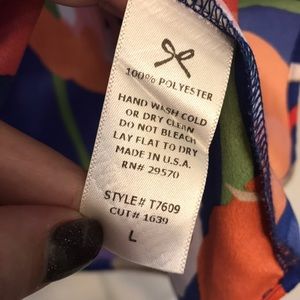 100% POLYESTER
HAND WASH COLD
OR DRY CLEAN
DO NOT BLEACH
LAY FLAT TO DRY
MADE IN U.S.A.
RN# 29570
STYLE# T7609
CUT# 1639
L